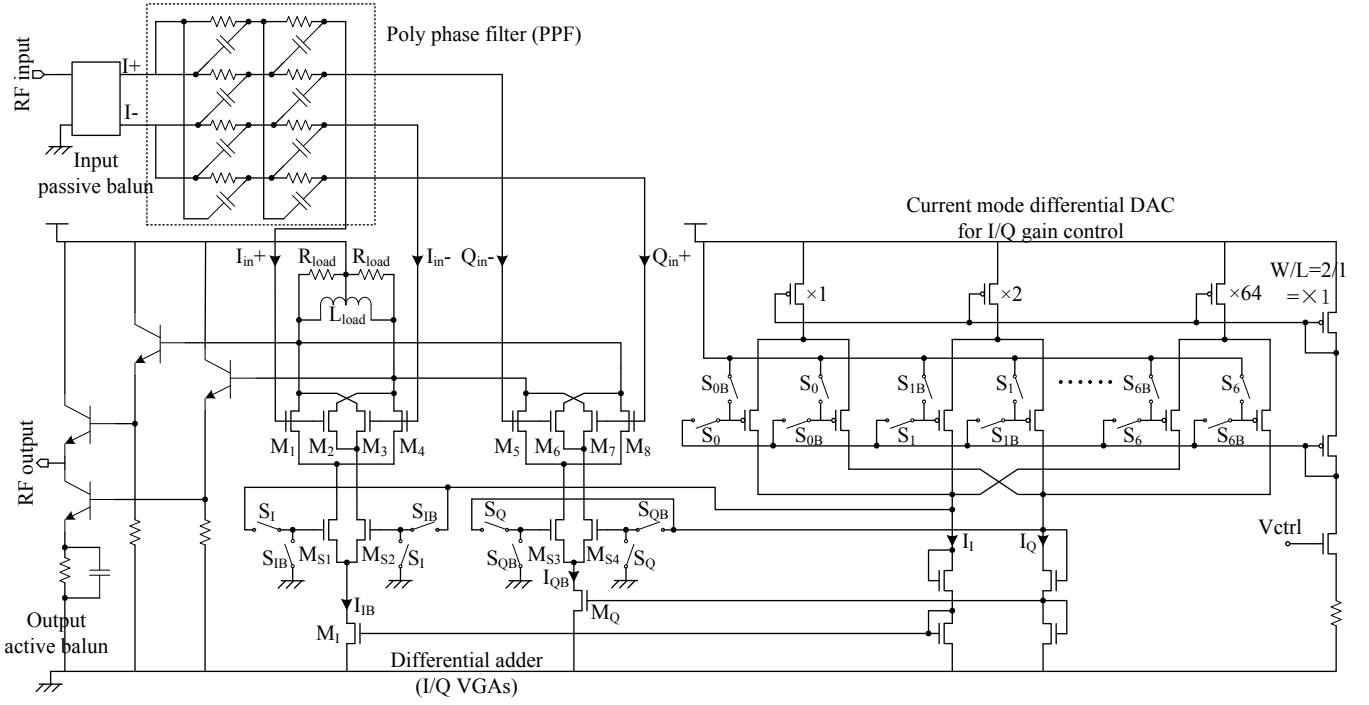 Poly phase filter (PPF)
RF input
I+
I-
Input
passive balun
Current mode differential DAC
for I/Q gain control
Iin+
Rload
Rload
Iin-
Qin-
Qin+
Lload
×1
×2
×64
W/L=2/1
=×1
S0B
S0
S1B
S1
......
S6B
S6
S0
S0B
S1
S1B
S6
S6B
M1
M2
M3
M4
M5
M6
M7
M8
RF output
SI
SIB
SQ
SQB
SIB
MS1
MS2
SI
SQB
MS3
MS4
SQ
II
IQ
Vctrl
IIB
IQB
MI
MQ
Output
active balun
Differential adder
(I/Q VGAs)